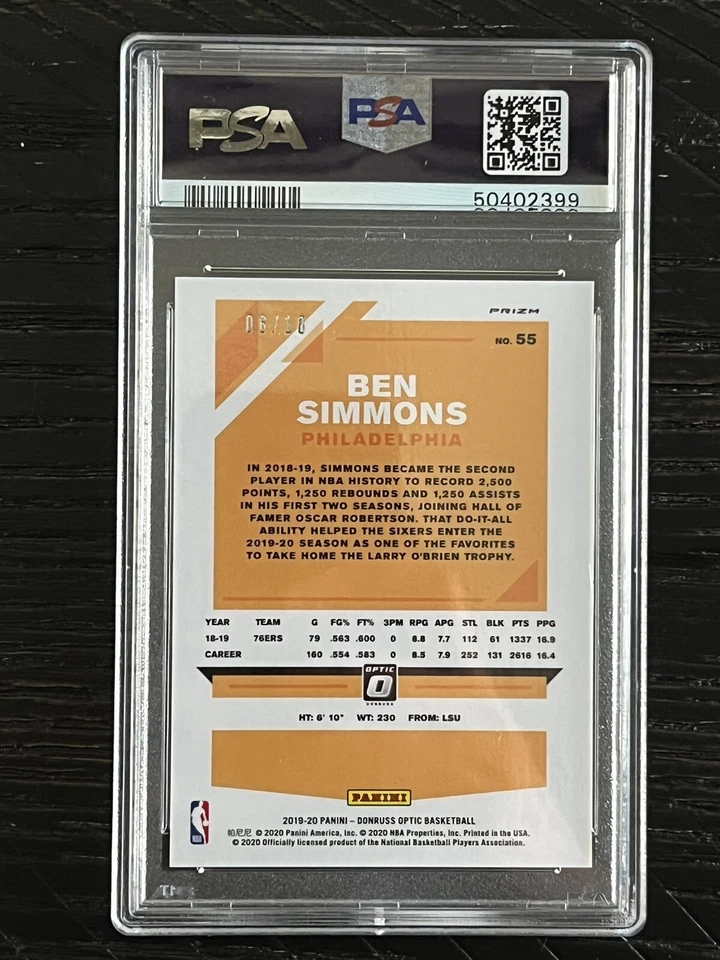 PSA
PSA
50402399
06/10
PRIZM
NO. 55
BEN
SIMMONS
PHILADELPHIA
IN 2018-19, SIMMONS BECAME THE SECOND
PLAYER IN NBA HISTORY TO RECORD 2,500
POINTS, 1,250 REBOUNDS AND 1,250 ASSISTS
IN HIS FIRST TWO SEASONS, JOINING HALL OF
FAMER OSCAR ROBERTSON. THAT DO-IT-ALL
ABILITY HELPED THE SIXERS ENTER THE
2019-20 SEASON AS ONE OF THE FAVORITES
TO TAKE HOME THE LARRY O'BRIEN TROPHY.
YEAR TEAM G FG% FT% 3PM RPG APG STL BLK PTS PPG
18-19 76ERS 79 .563 .600 0 8.8 7.7 112 61 1337 16.9
CAREER 160 .554 .583 0 8.5 7.9 252 131 2616 16.4
OPTIC
DONRUSS
HT: 6' 10" WT: 230 FROM: LSU
PANINI
NBA
2019-20 PANINI – DONRUSS OPTIC BASKETBALL
帕尼尼 © 2020 Panini America, Inc. © 2020 NBA Properties, Inc. Printed in the USA.
© 2020 Officially licensed product of the National Basketball Players Association.